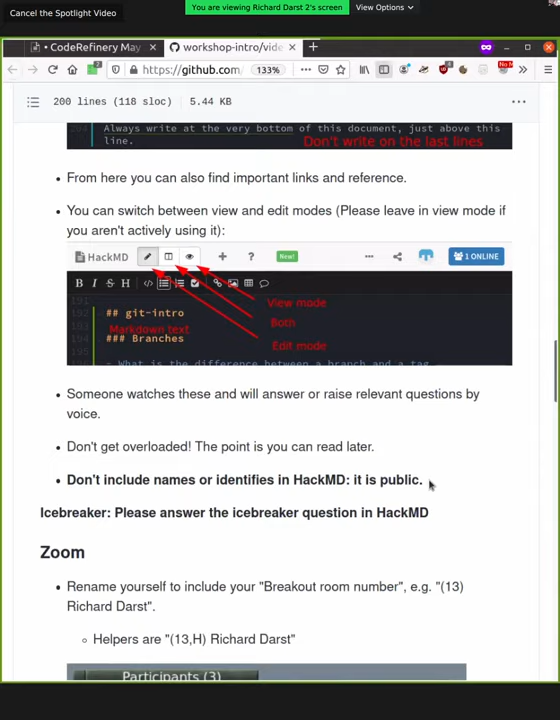 Cancel the Spotlight Video
You are viewing Richard Darst 2's screen
View Options
CodeRefinery May
workshop-intro/vide
https://github.com/
133%
200 lines (118 sloc)
5.44 KB
Always write at the very bottom of this document, just above this
line.
Don't write on the last lines
From here you can also find important links and reference.
You can switch between view and edit modes (Please leave in view mode if
you aren't actively using it):
HackMD
New!
1 ONLINE
B I S H
191
192 ## git-intro
View mode
Markdown text
Both
### Branches
Edit mode
- What is the difference between a branch and a tag
Someone watches these and will answer or raise relevant questions by
voice.
Don't get overloaded! The point is you can read later.
Don't include names or identifies in HackMD: it is public.
Icebreaker: Please answer the icebreaker question in HackMD
Zoom
Rename yourself to include your "Breakout room number", e.g. "(13)
Richard Darst".
Helpers are "(13,H) Richard Darst"
Participants (3)